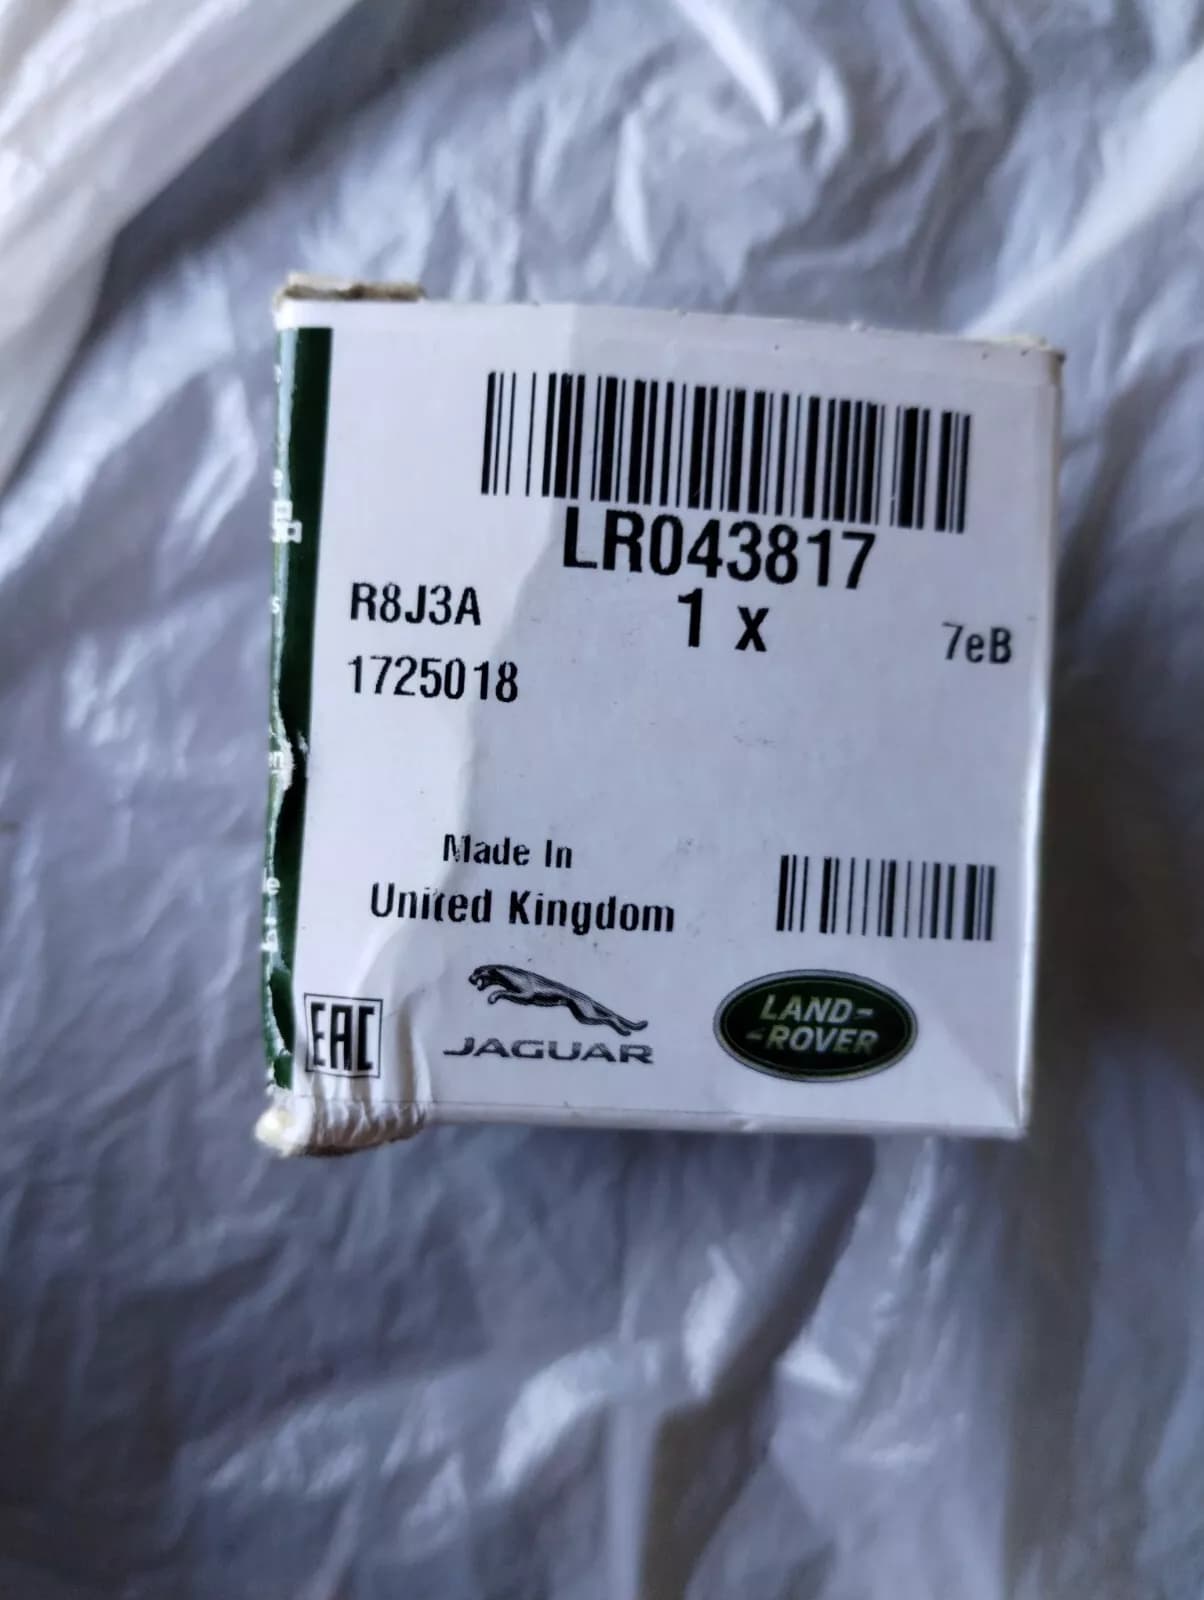 LR043817
R8J3A
1 x
7eB
1725018
Made In
United Kingdom
EAC
JAGUAR
LAND-
-ROVER